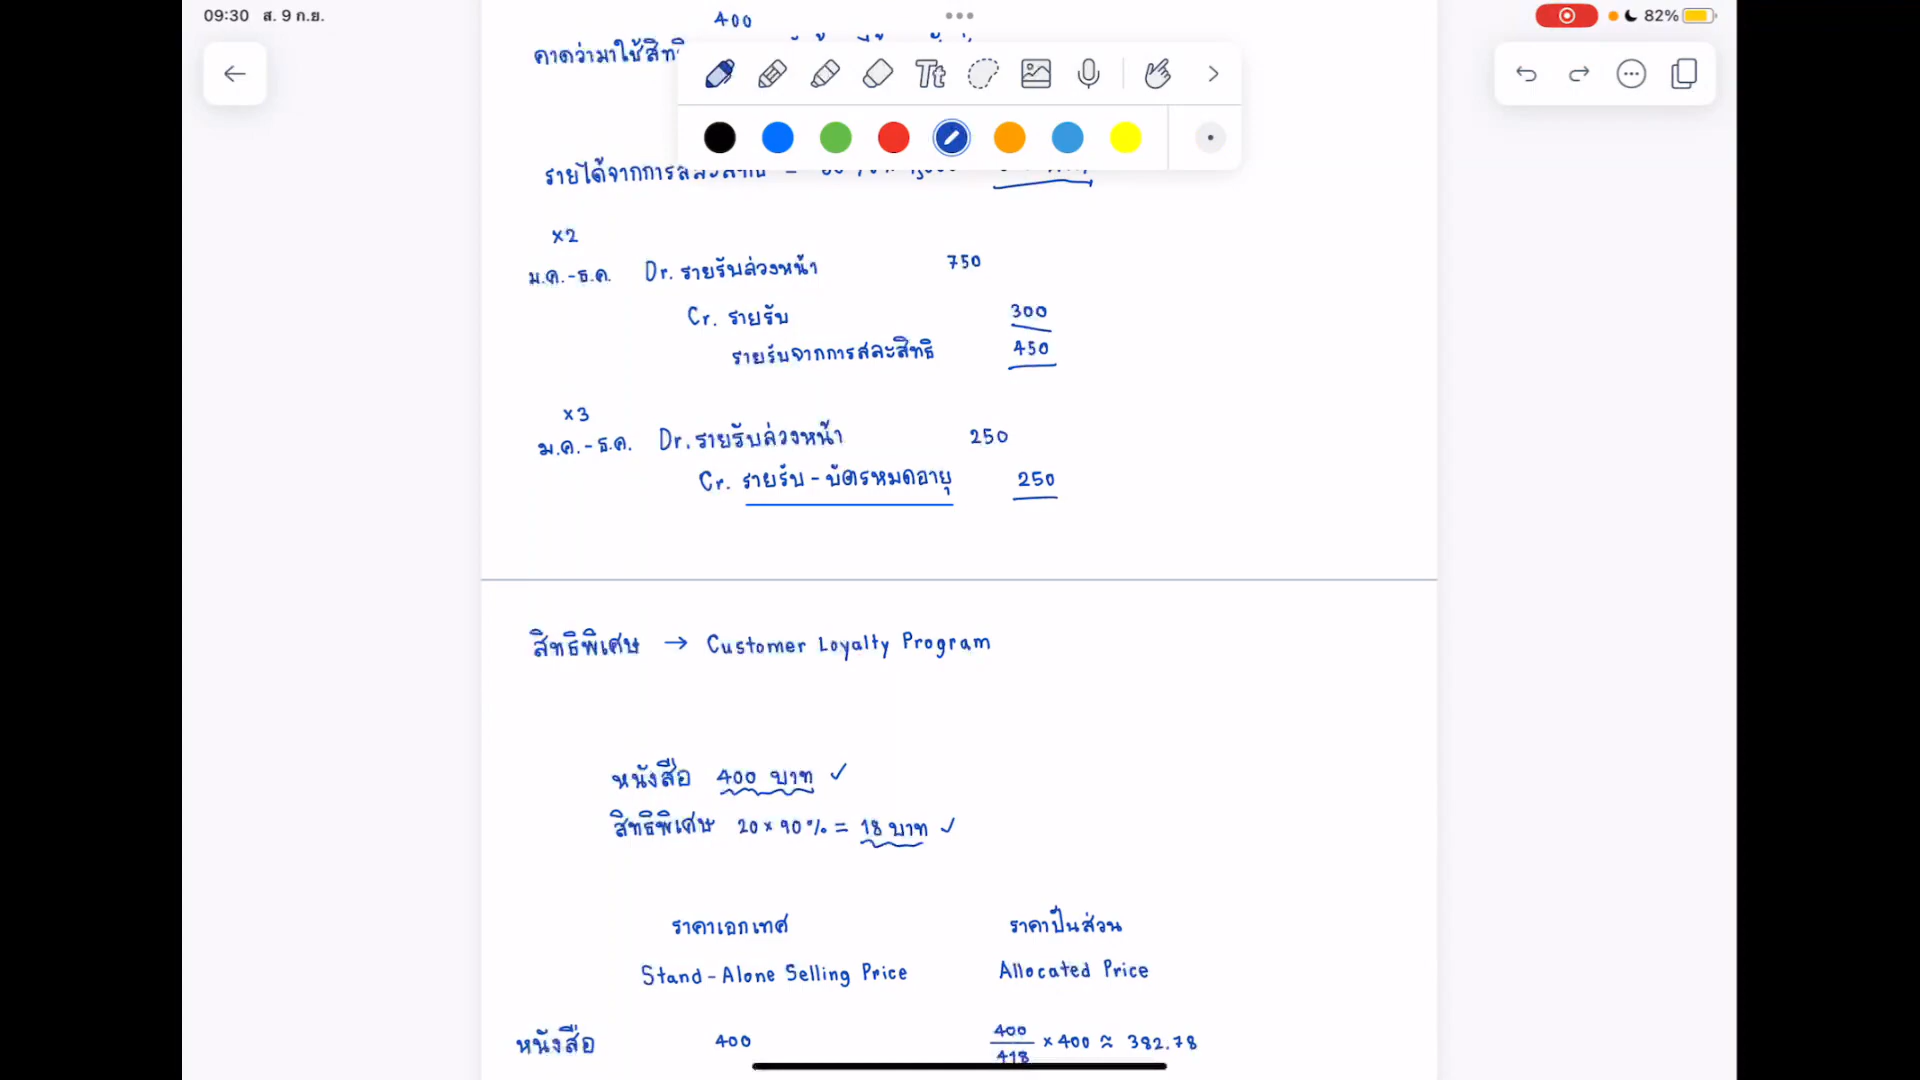 09:30 ส. 9 ก.ย.
82%
400
คาดว่ามาใช้สิทธิ
Tt
รายได้จากการสละสิทธิ =
x2
ม.ค.-ธ.ค. Dr. รายรับล่วงหน้า 750
Cr. รายรับ 300
รายรับจากการสละสิทธิ 450
x3
ม.ค.-ธ.ค. Dr. รายรับล่วงหน้า 250
Cr. รายรับ - บัตรหมดอายุ 250
สิทธิพิเศษ → Customer Loyalty Program
หนังสือ 400 บาท ✓
สิทธิพิเศษ 20 x 90% = 18 บาท ✓
ราคาเอกเทศ ราคาปันส่วน
Stand-Alone Selling Price Allocated Price
หนังสือ 400 400/418 x 400 ≈ 382.78